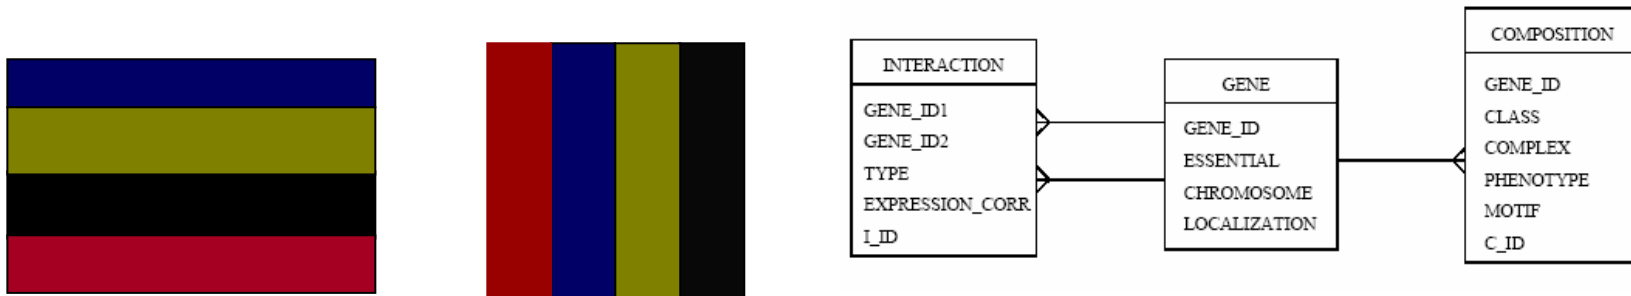 INTERACTION
GENE_ID1
GENE_ID2
TYPE
EXPRESSION_CORR
I_ID
GENE
GENE_ID
ESSENTIAL
CHROMOSOME
LOCALIZATION
COMPOSITION
GENE_ID
CLASS
COMPLEX
PHENOTYPE
MOTIF
C_ID